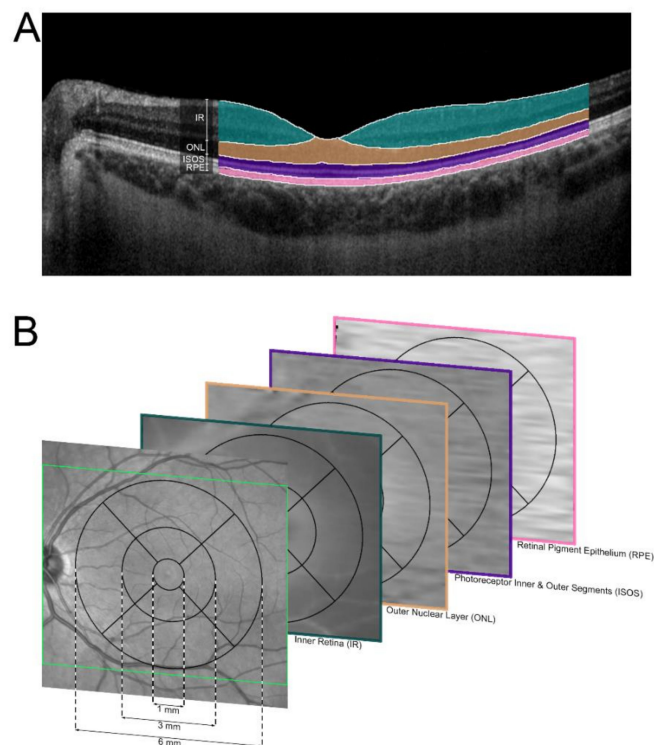 A
IR
ONL
ISOS
RPE
B
Retinal Pigment Epithelium (RPE)
Photoreceptor Inner & Outer Segments (ISOS)
Outer Nuclear Layer (ONL)
Inner Retina (IR)
1 mm
3 mm
6 mm